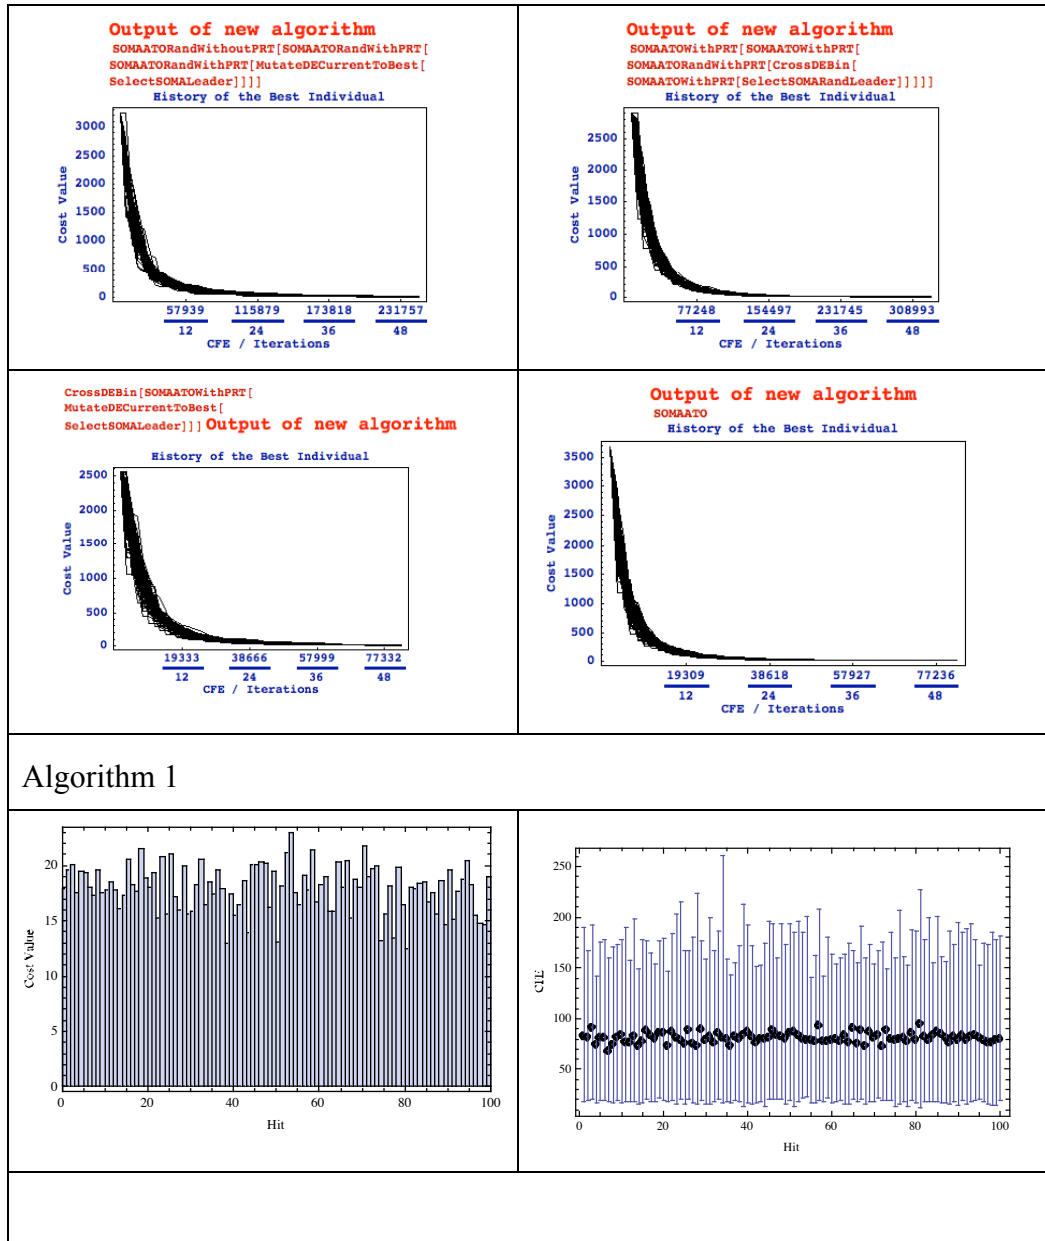 Output of new algorithm
SOMAATORandWithoutPRT[SOMAATORandWithPRT[
SOMAATORandWithPRT[MutateDECurrentToBest[
SelectSOMALeader]]]]
History of the Best Individual
3000
2500
2000
1500
1000
500
0
Cost Value
57939 115879 173818 231757
12 24 36 48
CFE / Iterations
Output of new algorithm
SOMAATOWithPRT[SOMAATOWithPRT[
SOMAATORandWithPRT[CrossDEBin[
SOMAATOWithPRT[SelectSOMARandLeader]]]]]
History of the Best Individual
2500
2000
1500
1000
500
0
Cost Value
77248 154497 231745 308993
12 24 36 48
CFE / Iterations
CrossDEBin[SOMAATOWithPRT[
MutateDECurrentToBest[
SelectSOMALeader]]] Output of new algorithm
History of the Best Individual
2500
2000
1500
1000
500
0
Cost Value
19333 38666 57999 77332
12 24 36 48
CFE / Iterations
Output of new algorithm
SOMAATO
History of the Best Individual
3500
3000
2500
2000
1500
1000
500
0
Cost Value
19309 38618 57927 77236
12 24 36 48
CFE / Iterations
Algorithm 1
20
15
10
5
0
Cost Value
0 20 40 60 80 100
Hit
250
200
150
100
50
CFE
0 20 40 60 80 100
Hit